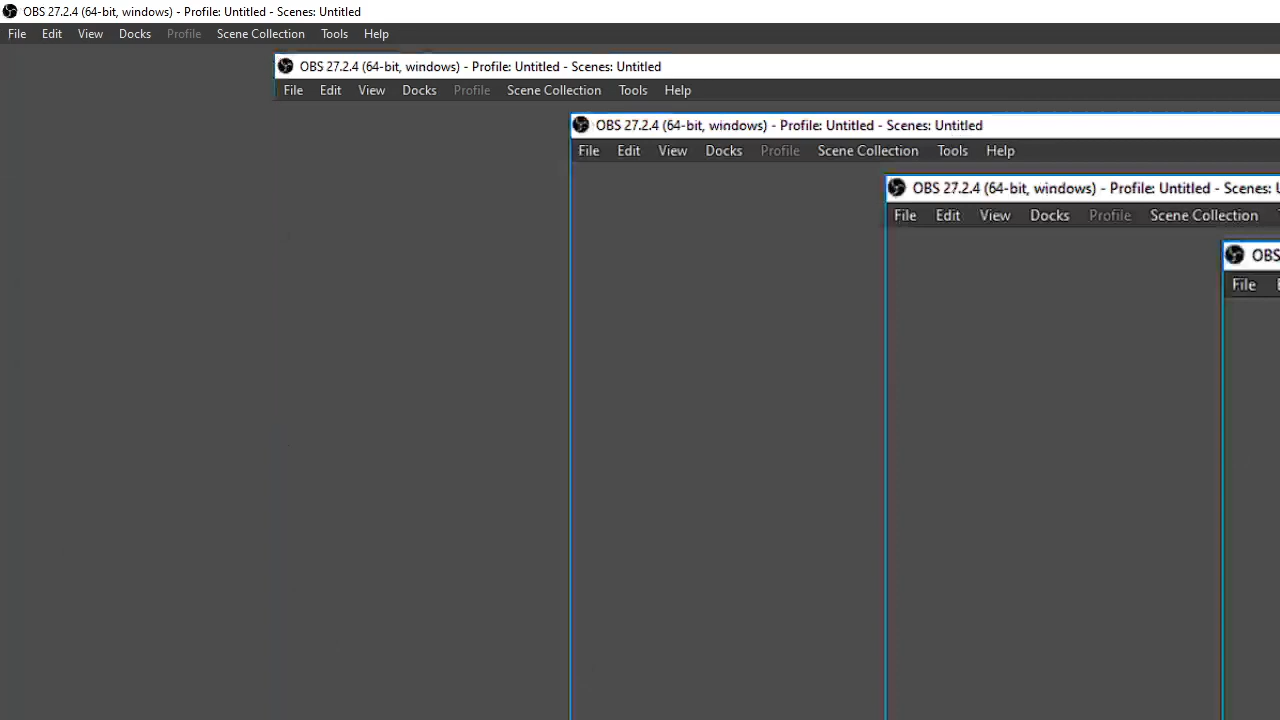 OBS 27.2.4 (64-bit, windows) - Profile: Untitled - Scenes: Untitled
File Edit View Docks Profile Scene Collection Tools Help
OBS 27.2.4 (64-bit, windows) - Profile: Untitled - Scenes: Untitled
File Edit View Docks Profile Scene Collection Tools Help
OBS 27.2.4 (64-bit, windows) - Profile: Untitled - Scenes: Untitled
File Edit View Docks Profile Scene Collection Tools Help
OBS 27.2.4 (64-bit, windows) - Profile: Untitled - Scenes:
File Edit View Docks Profile Scene Collection
OBS
File